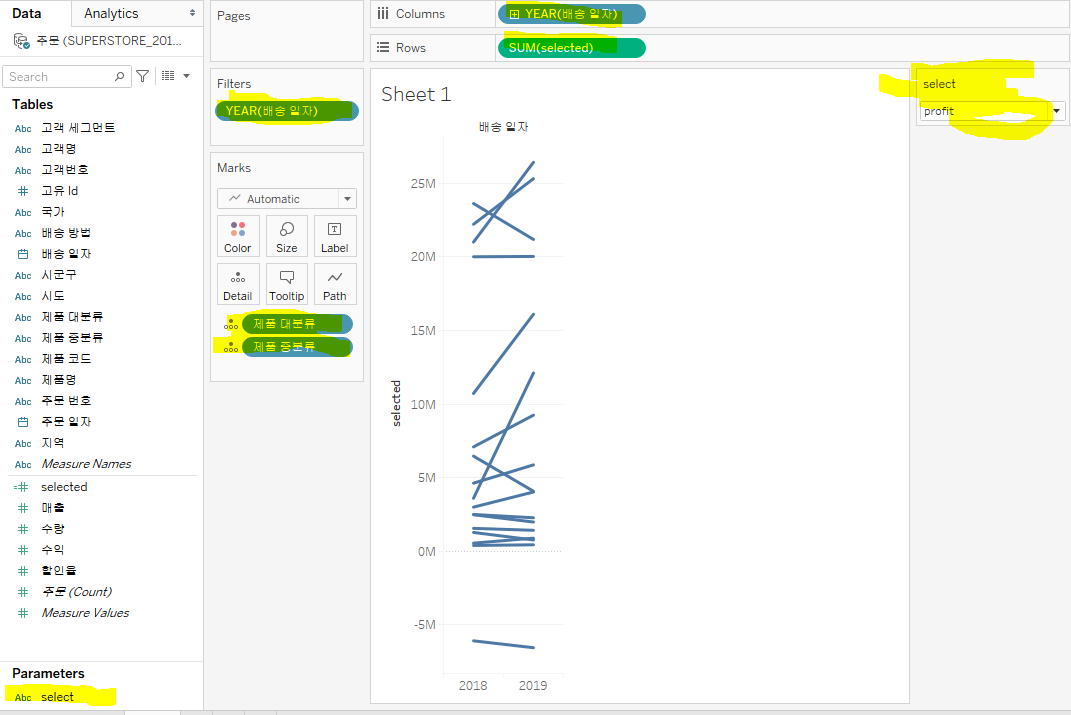 Data
Analytics
주문 (SUPERSTORE_201...
Search
Tables
Abc 고객 세그먼트
Abc 고객명
Abc 고객번호
# 고유 Id
Abc 국가
Abc 배송 방법
배송 일자
Abc 시군구
Abc 시도
Abc 제품 대분류
Abc 제품 중분류
Abc 제품 코드
Abc 제품명
Abc 주문 번호
주문 일자
Abc 지역
Abc Measure Names
=# selected
# 매출
# 수량
# 수익
# 할인율
# 주문 (Count)
# Measure Values
Parameters
Abc select
Pages
Filters
YEAR(배송 일자)
Marks
Automatic
Color Size Label
Detail Tooltip Path
제품 대분류
제품 중분류
Columns
YEAR(배송 일자)
Rows
SUM(selected)
Sheet 1
배송 일자
25M
20M
15M
10M
5M
0M
-5M
selected
2018 2019
select
profit